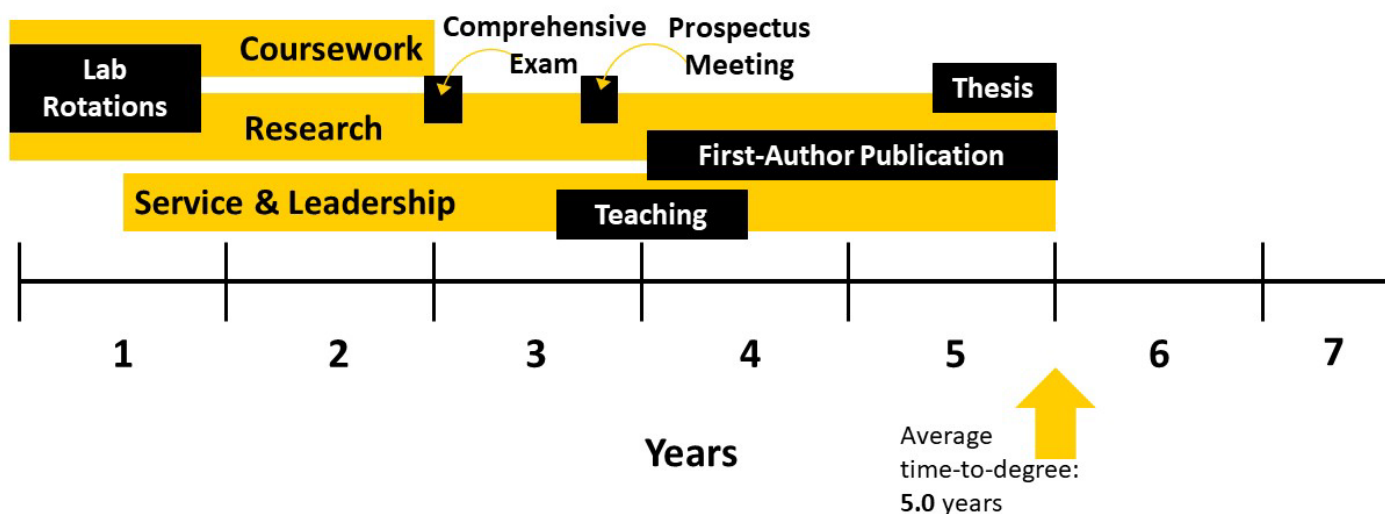 Coursework
Comprehensive
Exam
Prospectus
Meeting
Lab
Rotations
Thesis
Research
First-Author Publication
Service & Leadership
Teaching
1 2 3 4 5 6 7
Years
Average
time-to-degree:
5.0 years